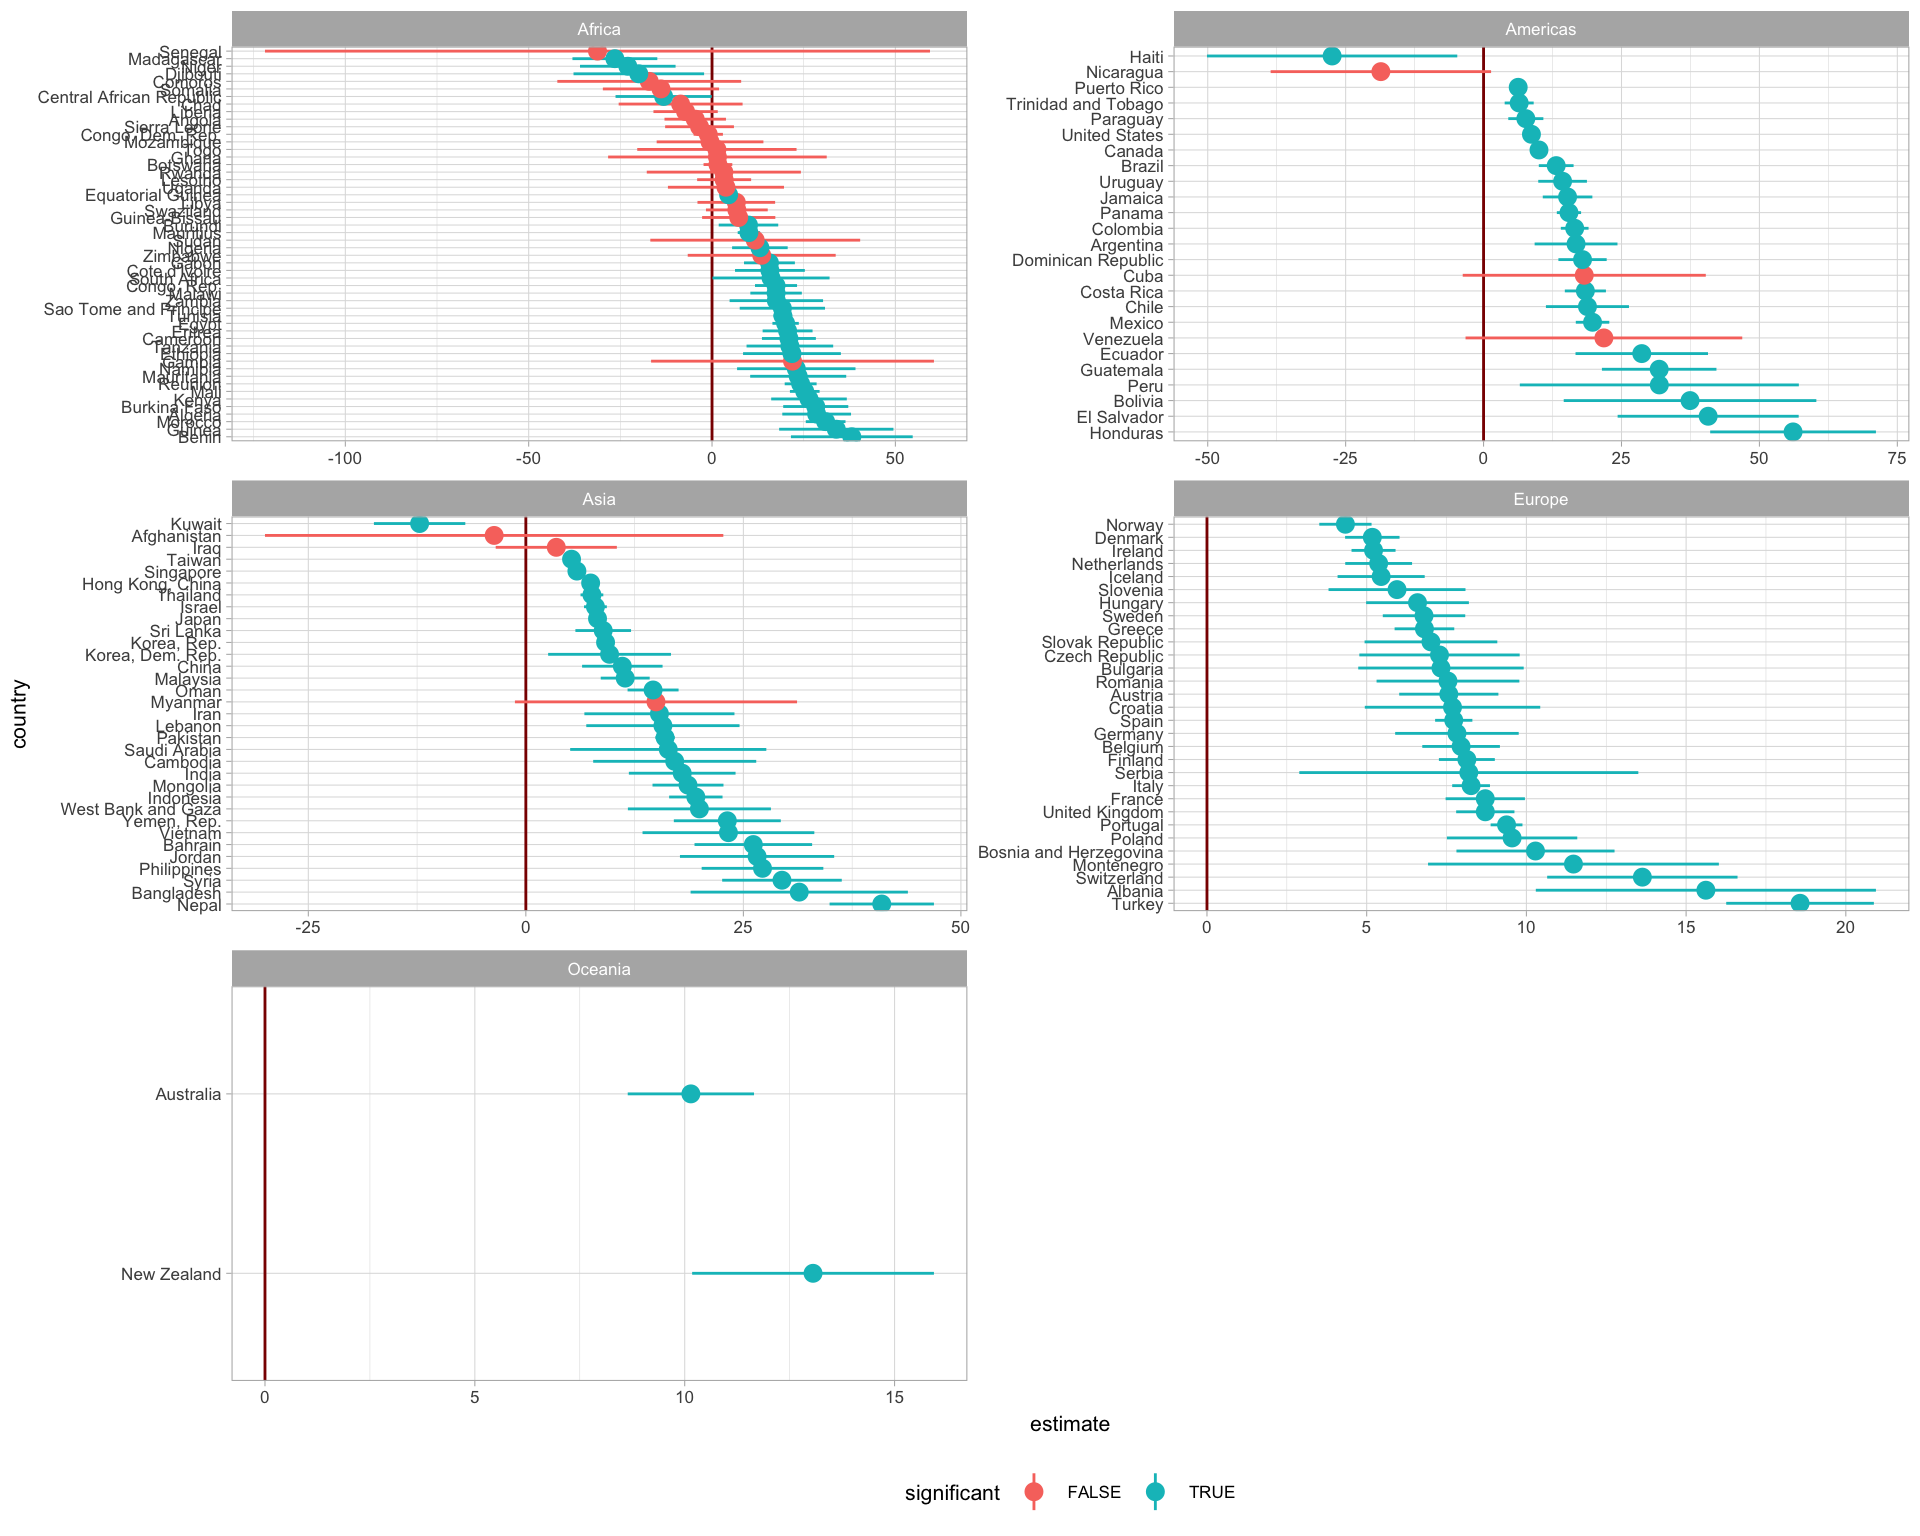 Africa
Senegal
Madagascar
Niger
Djibouti
Comoros
Somalia
Central African Republic
Chad
Liberia
Angola
Sierra Leone
Congo, Dem. Rep.
Mozambique
Togo
Ghana
Botswana
Rwanda
Lesotho
Uganda
Equatorial Guinea
Libya
Swaziland
Guinea-Bissau
Burundi
Mauritius
Sudan
Nigeria
Zimbabwe
Gabon
Cote d'Ivoire
South Africa
Congo, Rep.
Malawi
Zambia
Sao Tome and Principe
Tunisia
Egypt
Eritrea
Cameroon
Tanzania
Ethiopia
Gambia
Namibia
Mauritania
Reunion
Mali
Kenya
Burkina Faso
Algeria
Morocco
Guinea
Benin
-100 -50 0 50
Americas
Haiti
Nicaragua
Puerto Rico
Trinidad and Tobago
Paraguay
United States
Canada
Brazil
Uruguay
Jamaica
Panama
Colombia
Argentina
Dominican Republic
Cuba
Costa Rica
Chile
Mexico
Venezuela
Ecuador
Guatemala
Peru
Bolivia
El Salvador
Honduras
-50 -25 0 25 50 75
Asia
Kuwait
Afghanistan
Iraq
Taiwan
Singapore
Hong Kong, China
Thailand
Israel
Japan
Sri Lanka
Korea, Rep.
Korea, Dem. Rep.
China
Malaysia
Oman
Myanmar
Iran
Lebanon
Pakistan
Saudi Arabia
Cambodia
India
Mongolia
Indonesia
West Bank and Gaza
Yemen, Rep.
Vietnam
Bahrain
Jordan
Philippines
Syria
Bangladesh
Nepal
-25 0 25 50
Europe
Norway
Denmark
Ireland
Netherlands
Iceland
Slovenia
Hungary
Sweden
Greece
Slovak Republic
Czech Republic
Bulgaria
Romania
Austria
Croatia
Spain
Germany
Belgium
Finland
Serbia
Italy
France
United Kingdom
Portugal
Poland
Bosnia and Herzegovina
Montenegro
Switzerland
Albania
Turkey
0 5 10 15 20
Oceania
Australia
New Zealand
0 5 10 15
country
estimate
significant FALSE TRUE